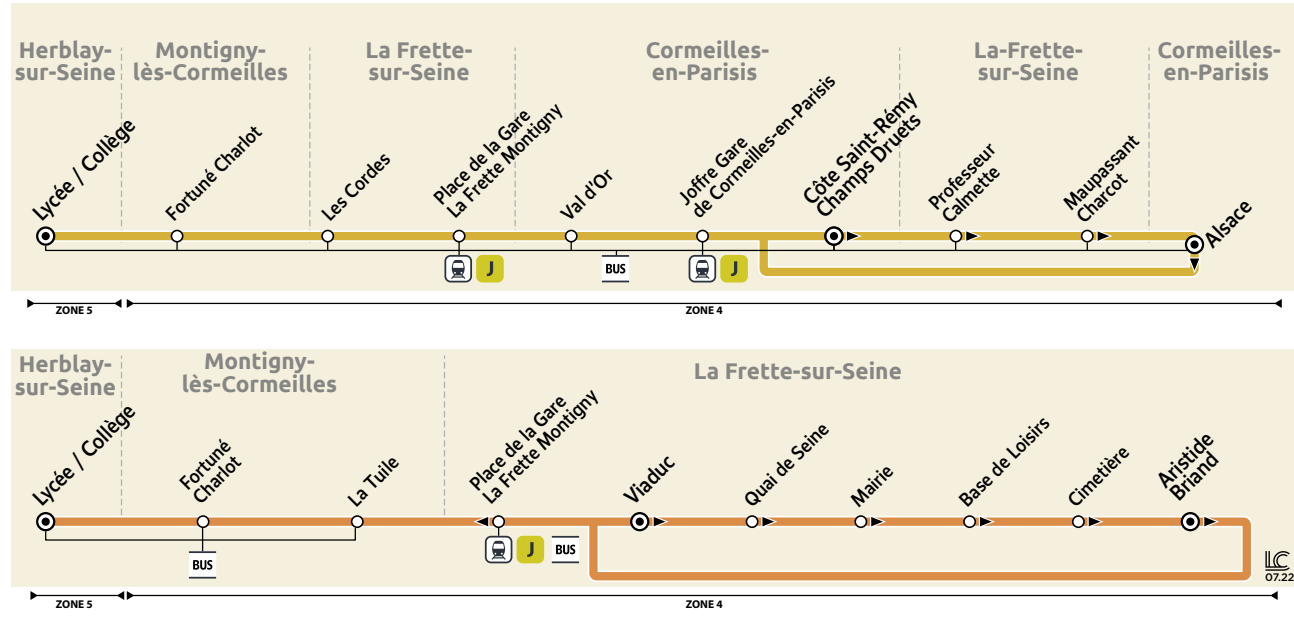 Herblay-
sur-Seine
Montigny-
lès-Cormeilles
La Frette-
sur-Seine
Cormeilles-
en-Parisis
La-Frette-
sur-Seine
Cormeilles-
en-Parisis
Lycée / Collège
Fortuné Charlot
Les Cordes
Place de la Gare
La Frette Montigny
Val d'Or
Joffre Gare
de Cormeilles-en-Parisis
Côte Saint-Rémy
Champs Druets
Professeur
Calmette
Maupassant
Charcot
Alsace
J
BUS
J
ZONE 5
ZONE 4
Herblay-
sur-Seine
Montigny-
lès-Cormeilles
La Frette-sur-Seine
Lycée / Collège
Fortuné
Charlot
La Tuile
Place de la Gare
La Frette Montigny
Viaduc
Quai de Seine
Mairie
Base de Loisirs
Cimetière
Aristide
Briand
BUS
J
BUS
LC
07.22
ZONE 5
ZONE 4